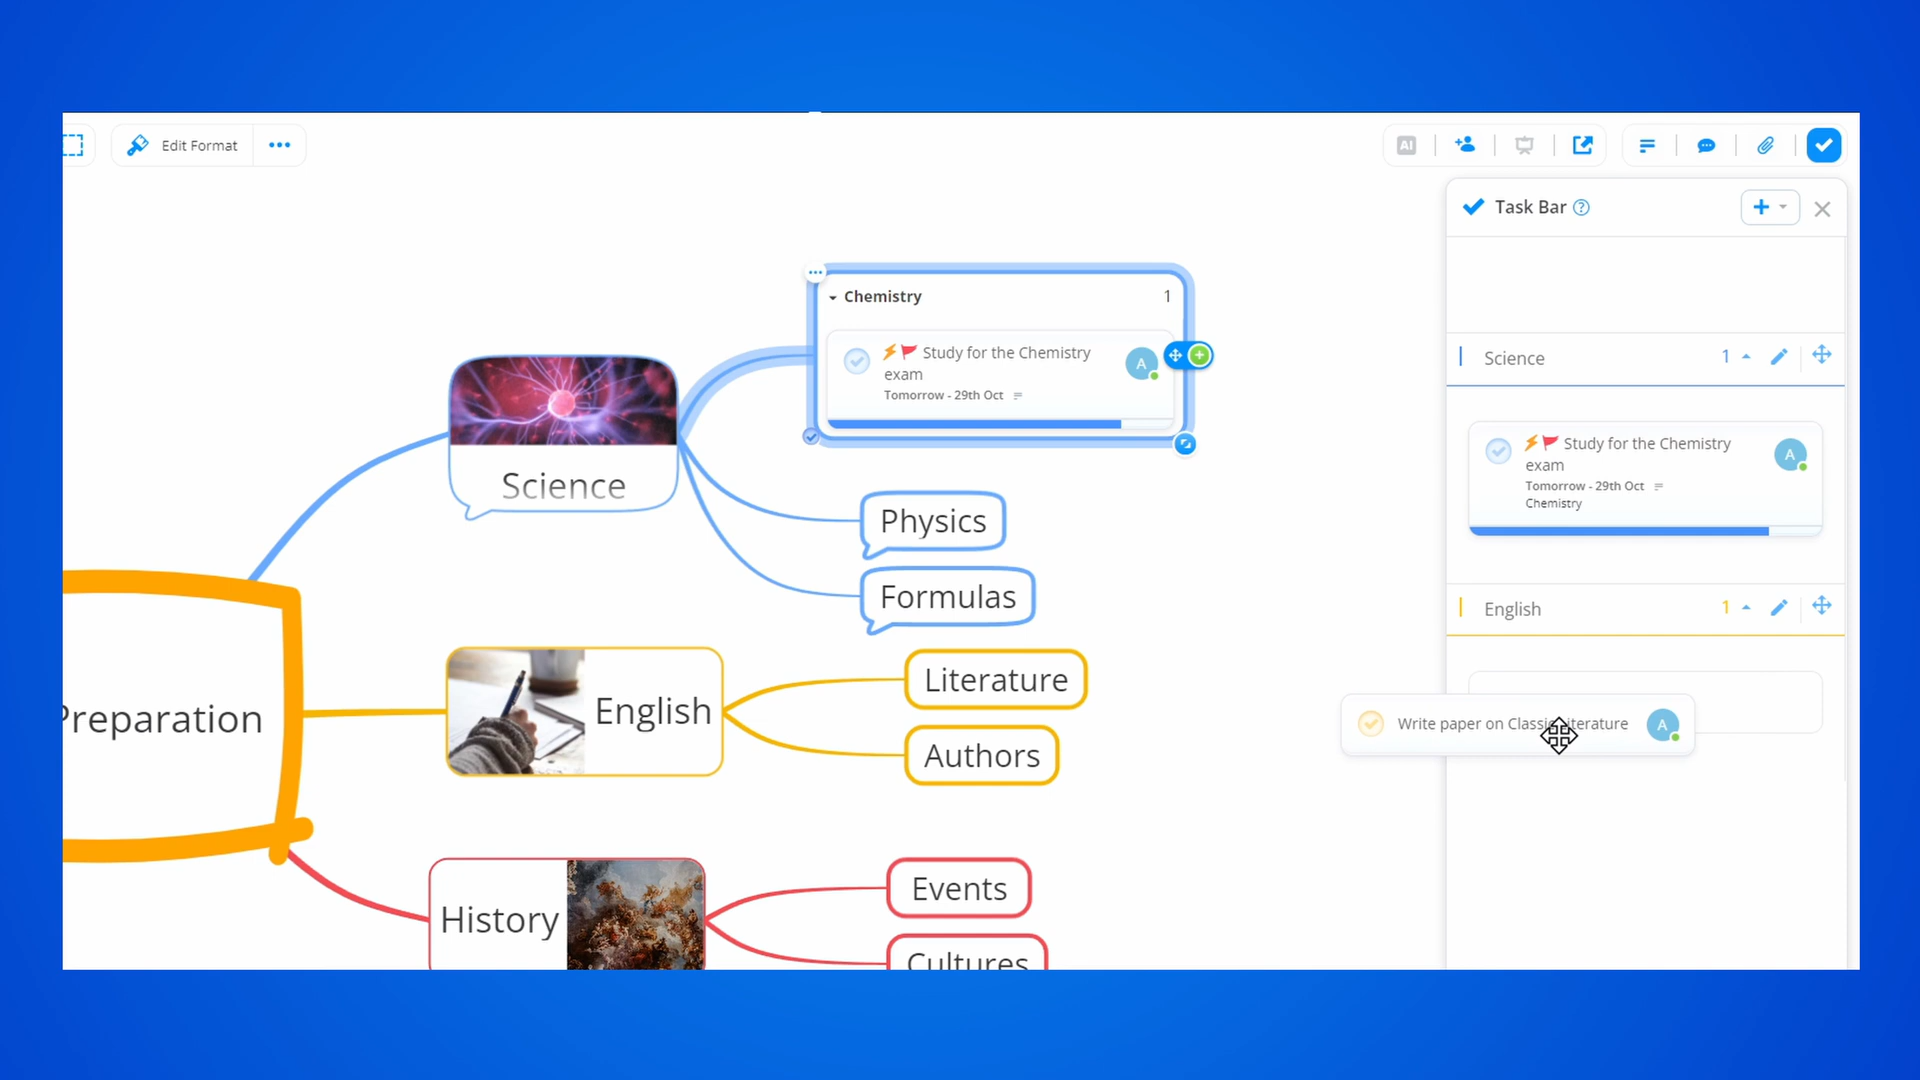 Edit Format
AI
Task Bar
Chemistry
1
Study for the Chemistry
exam
A
Tomorrow - 29th Oct
Science
Physics
Formulas
Preparation
English
Literature
Authors
History
Events
Cultures
Science
1
Study for the Chemistry
exam
A
Tomorrow - 29th Oct
Chemistry
English
1
Write paper on Classic Literature
A